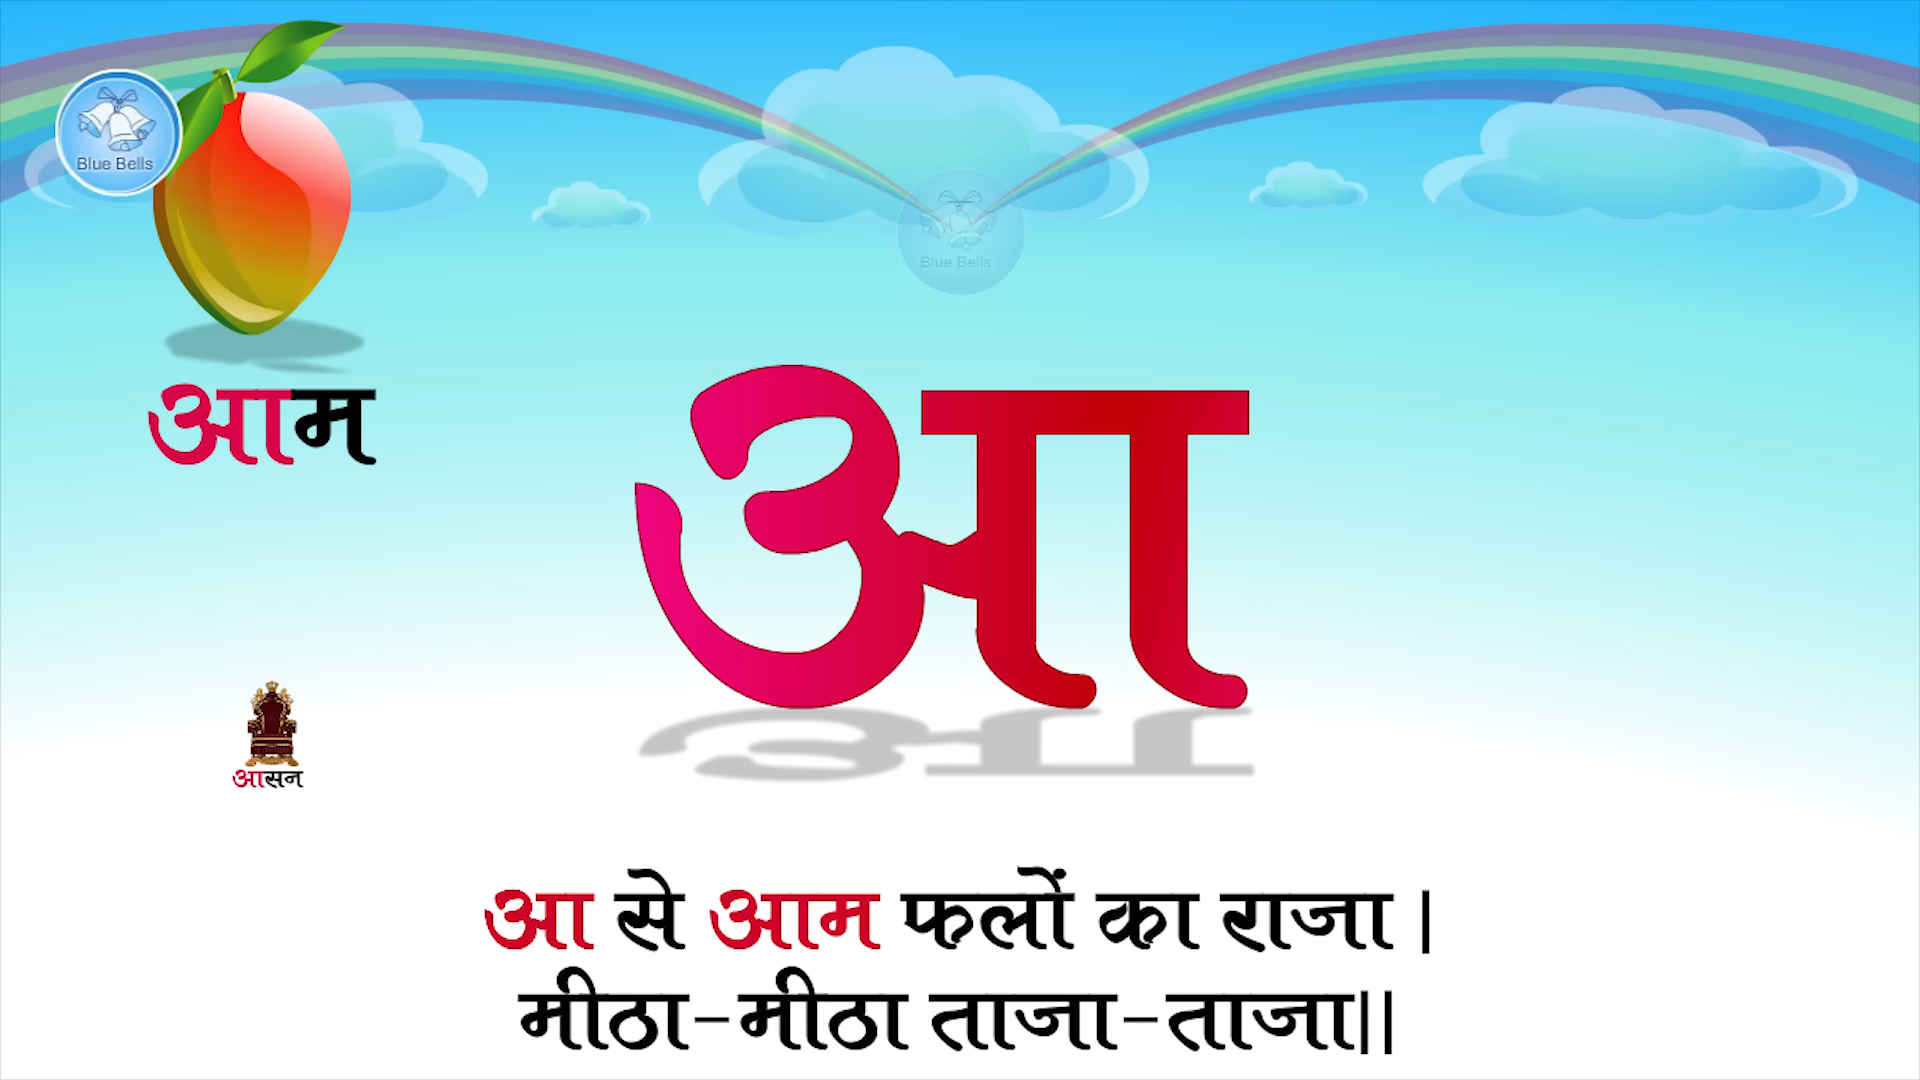 Blue Bells
Blue Bells
आम
आ
आसन
आ से आम फलों का राजा |
मीठा-मीठा ताजा-ताजा||